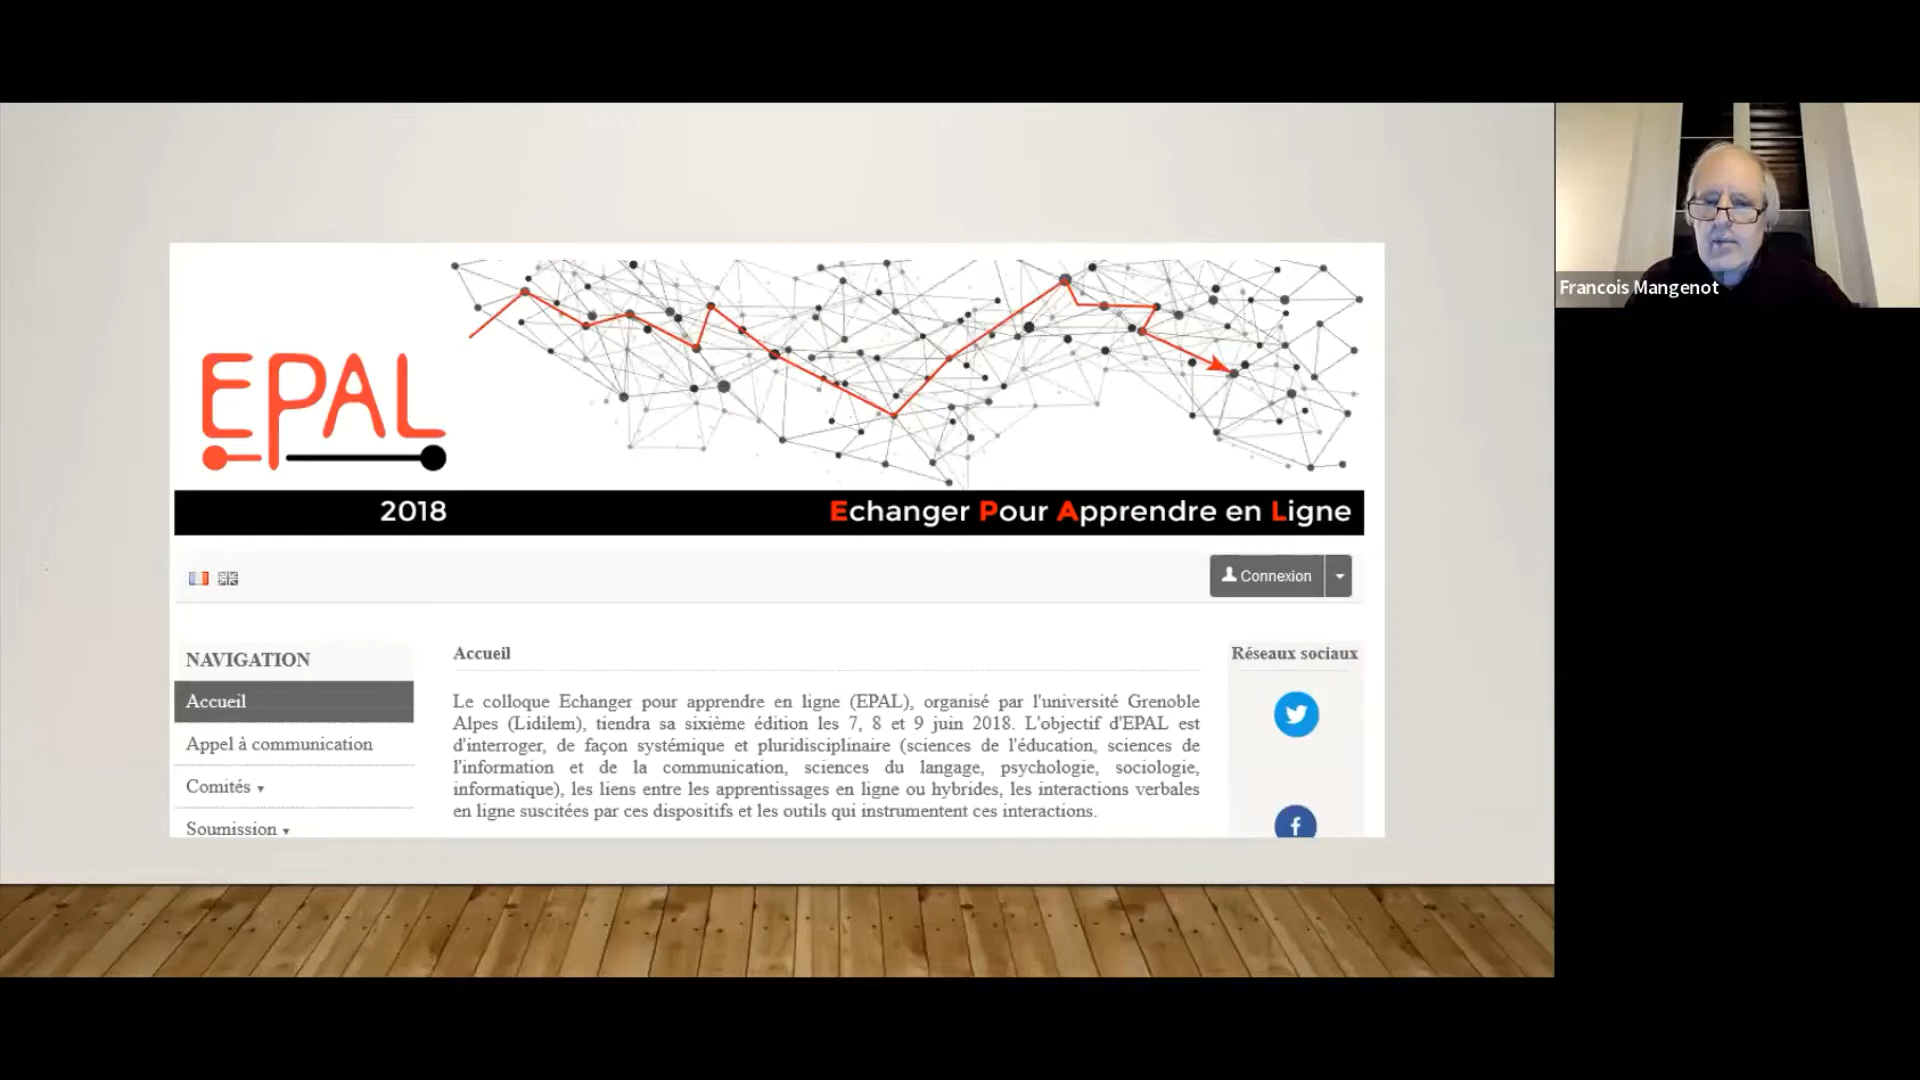 EPAL
2018
Echanger Pour Apprendre en Ligne
Connexion
NAVIGATION
Accueil
Appel à communication
Comités
Soumission
Accueil
Le colloque Echanger pour apprendre en ligne (EPAL), organisé par l'université Grenoble
Alpes (Lidilem), tiendra sa sixième édition les 7, 8 et 9 juin 2018. L'objectif d'EPAL est
d'interroger, de façon systémique et pluridisciplinaire (sciences de l'éducation, sciences de
l'information et de la communication, sciences du langage, psychologie, sociologie,
informatique), les liens entre les apprentissages en ligne ou hybrides, les interactions verbales
en ligne suscitées par ces dispositifs et les outils qui instrumentent ces interactions.
Réseaux sociaux
Francois Mangenot